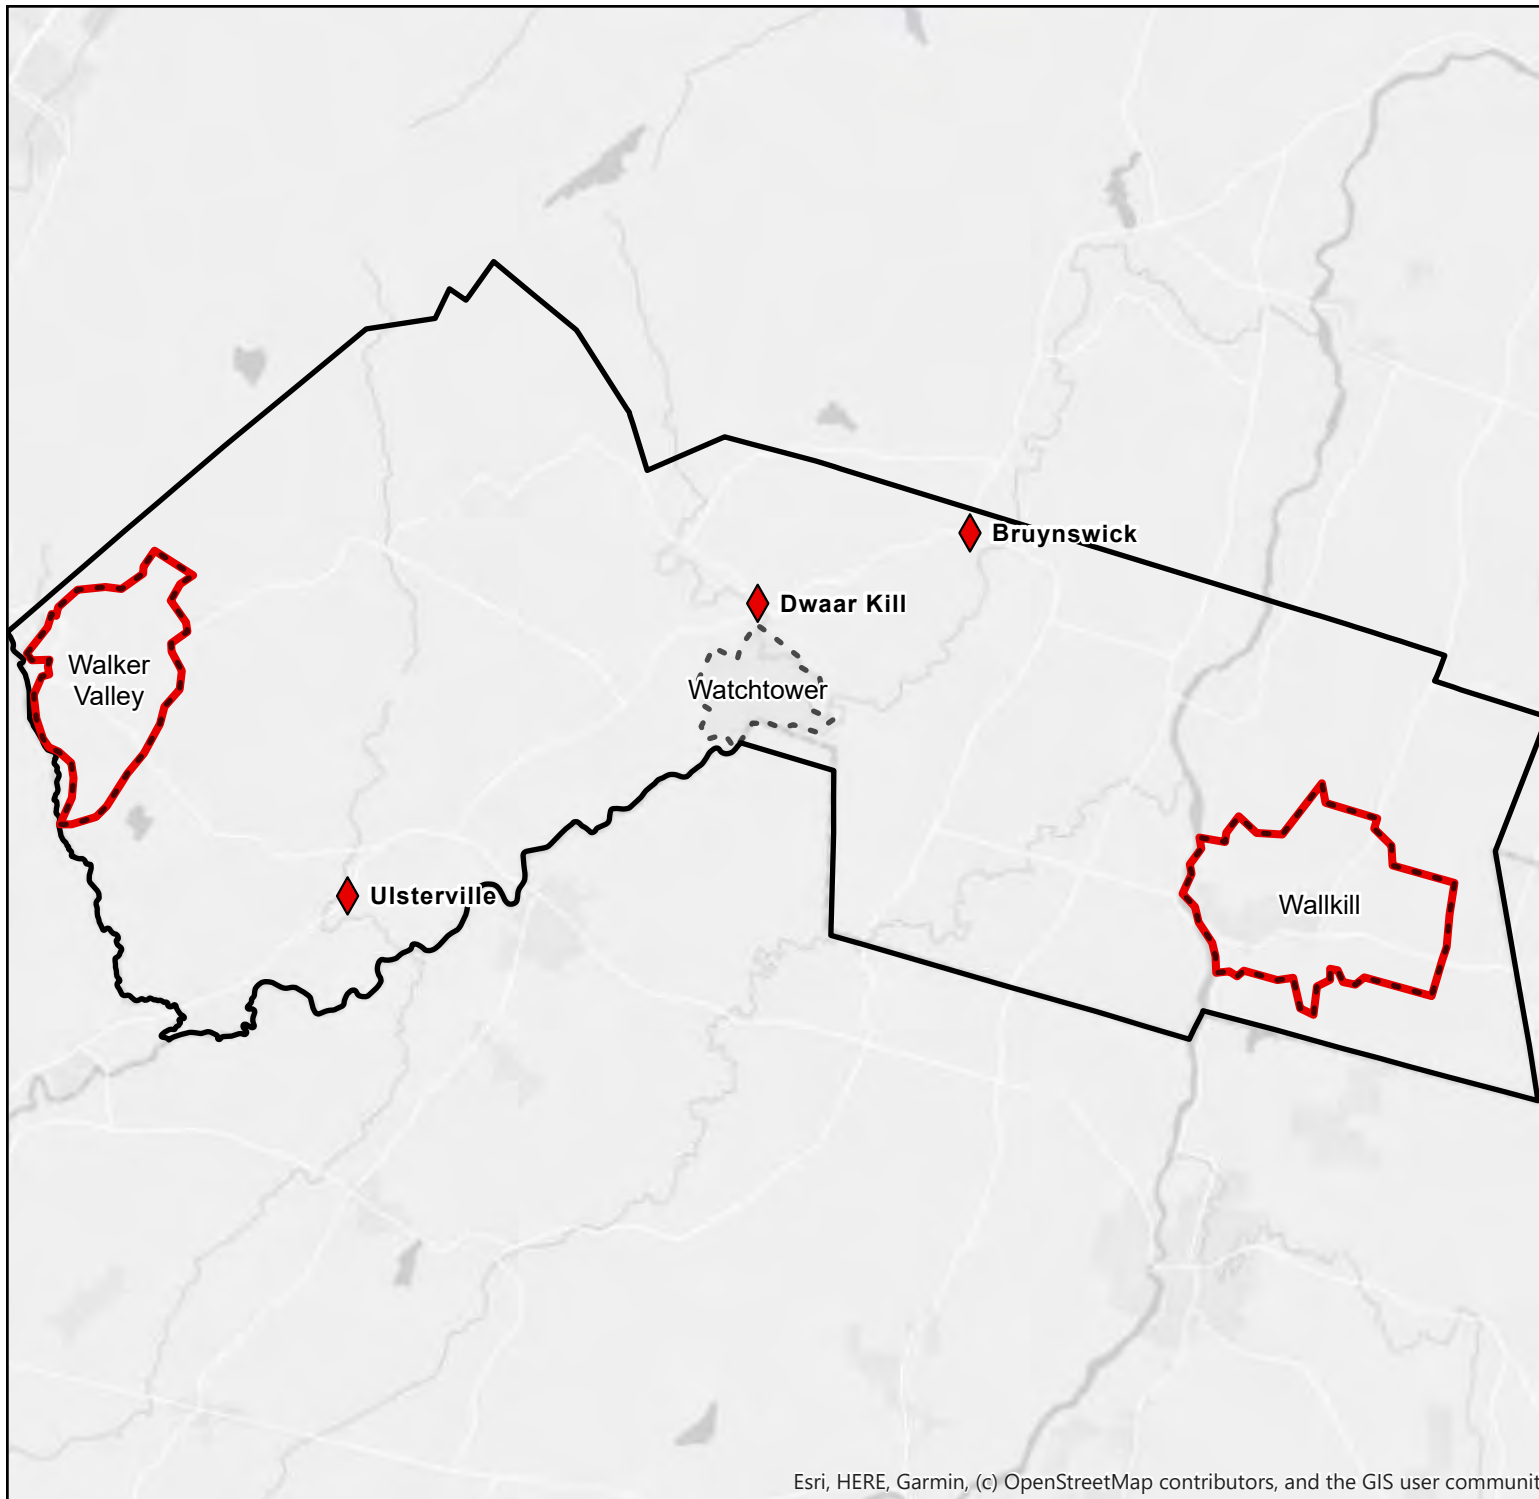 Bruynswick
Dwaar Kill
Walker
Valley
Watchtower
Ulsterville
Wallkill
Esri, HERE, Garmin, (c) OpenStreetMap contributors, and the GIS user communit